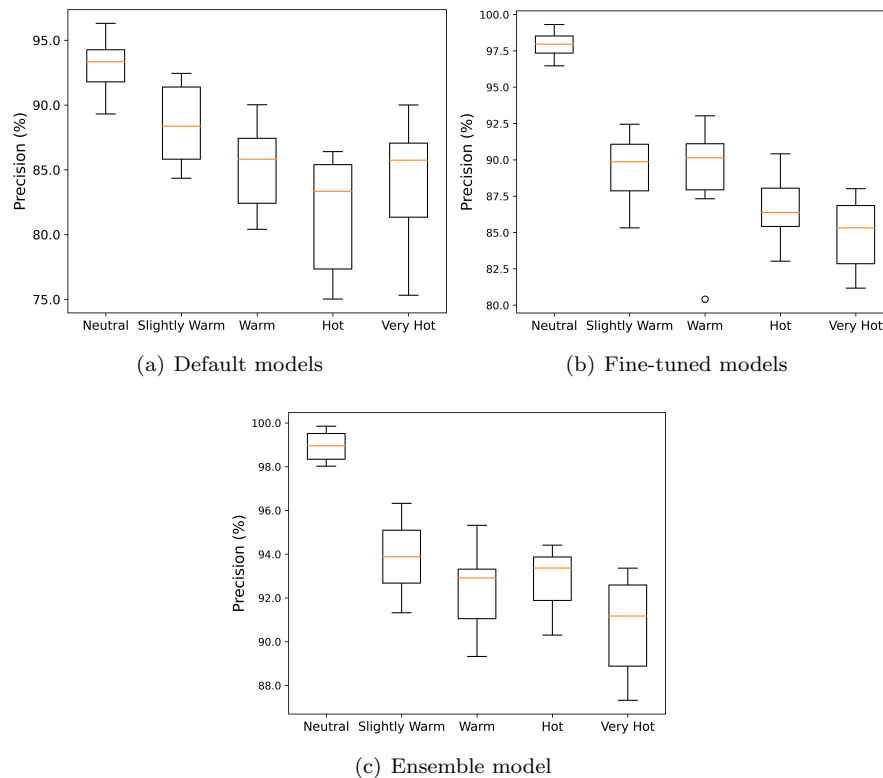 95.0
90.0
85.0
80.0
75.0
Precision (%)
Neutral Slightly Warm Warm Hot Very Hot
(a) Default models
100.0
97.5
95.0
92.5
90.0
87.5
85.0
82.5
80.0
Precision (%)
Neutral Slightly Warm Warm Hot Very Hot
(b) Fine-tuned models
100.0
98.0
96.0
94.0
92.0
90.0
88.0
Precision (%)
Neutral Slightly Warm Warm Hot Very Hot
(c) Ensemble model